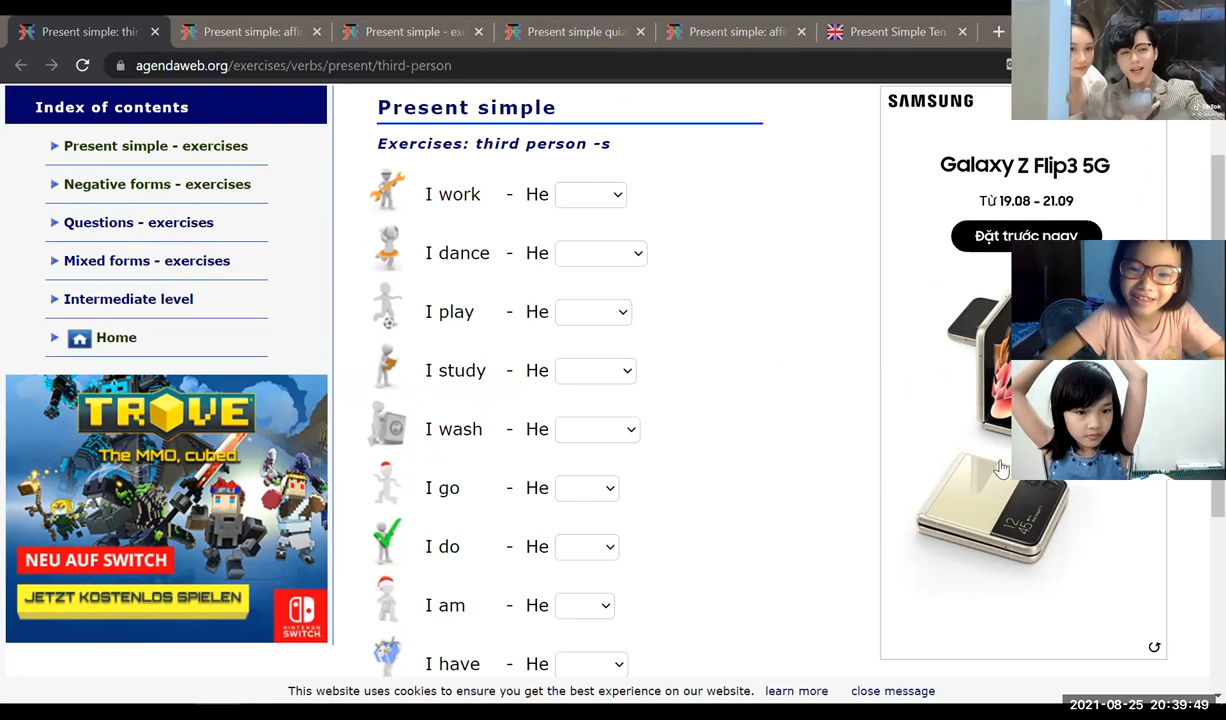 Present simple: thir
Present simple: affi
Present simple - exe
Present simple quiz
Present simple: affi
Present Simple Ten
agendaweb.org/exercises/verbs/present/third-person
Index of contents
Present simple - exercises
Negative forms - exercises
Questions - exercises
Mixed forms - exercises
Intermediate level
Home
TROVE
The MMO, cubed.
NEU AUF SWITCH
JETZT KOSTENLOS SPIELEN
NINTENDO
SWITCH
Present simple
Exercises: third person -s
I work - He
I dance - He
I play - He
I study - He
I wash - He
I go - He
I do - He
I am - He
I have - He
SAMSUNG
Galaxy Z Flip3 5G
Từ 19.08 - 21.09
Đặt trước ngay
TikTok
This website uses cookies to ensure you get the best experience on our website. learn more close message
2021-08-25 20:39:49